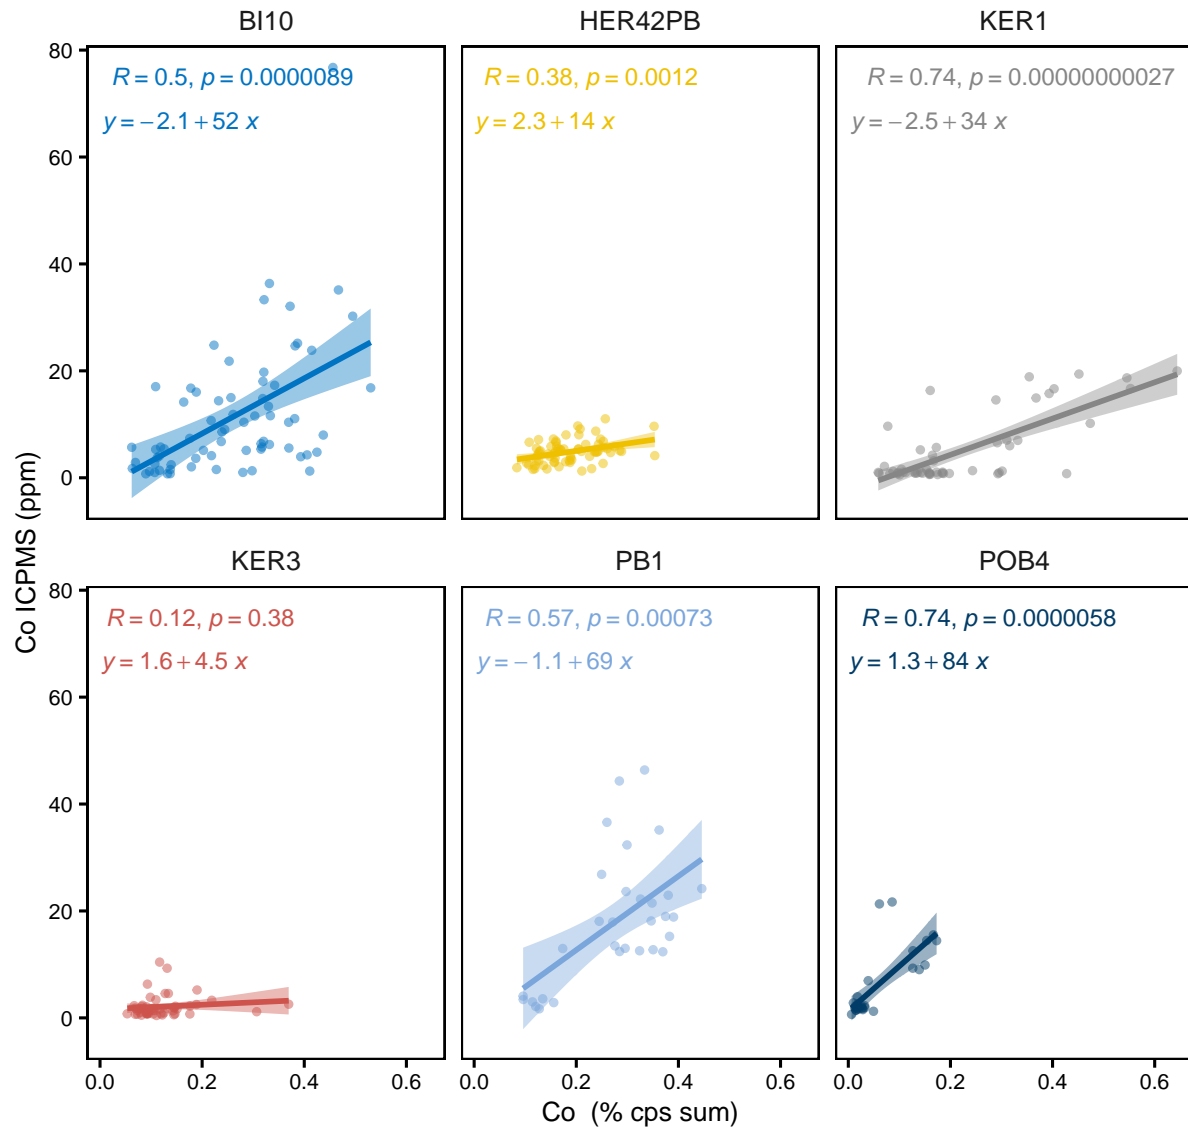 BI10 HER42PB KER1
80
R = 0.5, p = 0.0000089 R = 0.38, p = 0.0012 R = 0.74, p = 0.00000000027
y = −2.1 + 52 x y = 2.3 + 14 x y = −2.5 + 34 x
60
40
20
0
Co ICPMS (ppm)
KER3 PB1 POB4
80
R = 0.12, p = 0.38 R = 0.57, p = 0.00073 R = 0.74, p = 0.0000058
y = 1.6 + 4.5 x y = −1.1 + 69 x y = 1.3 + 84 x
60
40
20
0
0.0 0.2 0.4 0.6 0.0 0.2 0.4 0.6 0.0 0.2 0.4 0.6
Co (% cps sum)